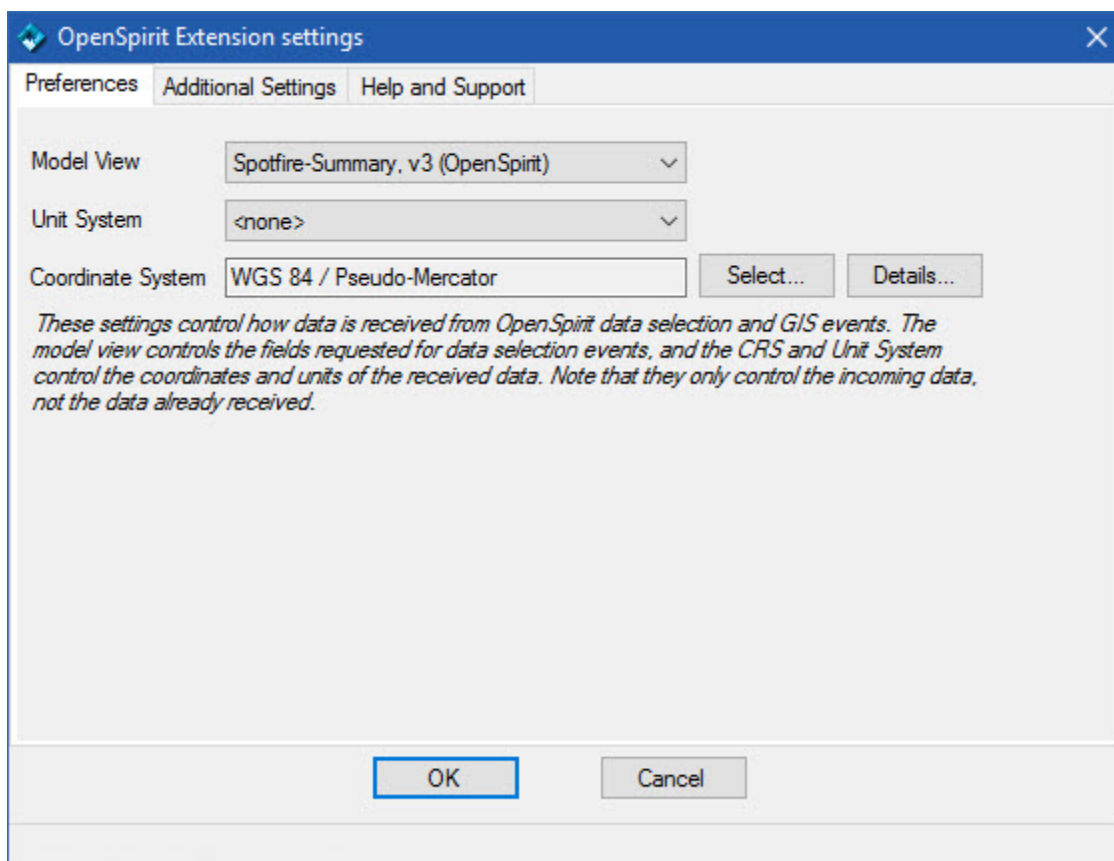 OpenSpirit Extension settings
Preferences Additional Settings Help and Support
Model View Spotfire-Summary, v3 (OpenSpirit)
Unit System <none>
Coordinate System WGS 84 / Pseudo-Mercator Select... Details...
These settings control how data is received from OpenSpirit data selection and GIS events. The
model view controls the fields requested for data selection events, and the CRS and Unit System
control the coordinates and units of the received data. Note that they only control the incoming data,
not the data already received.
OK Cancel